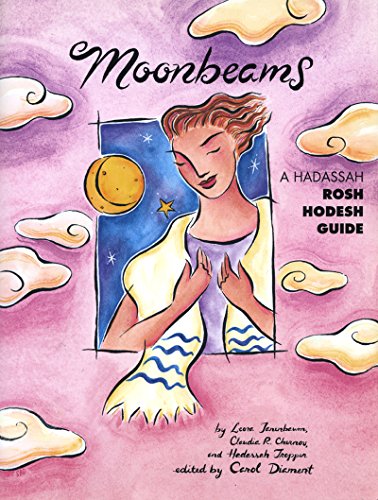 Moonbeams
A HADASSAH
ROSH
HODESH
GUIDE
by Leora Tanenbaum,
Claudia R. Chernov,
and Hadassah Tropper
edited by Carol Diament